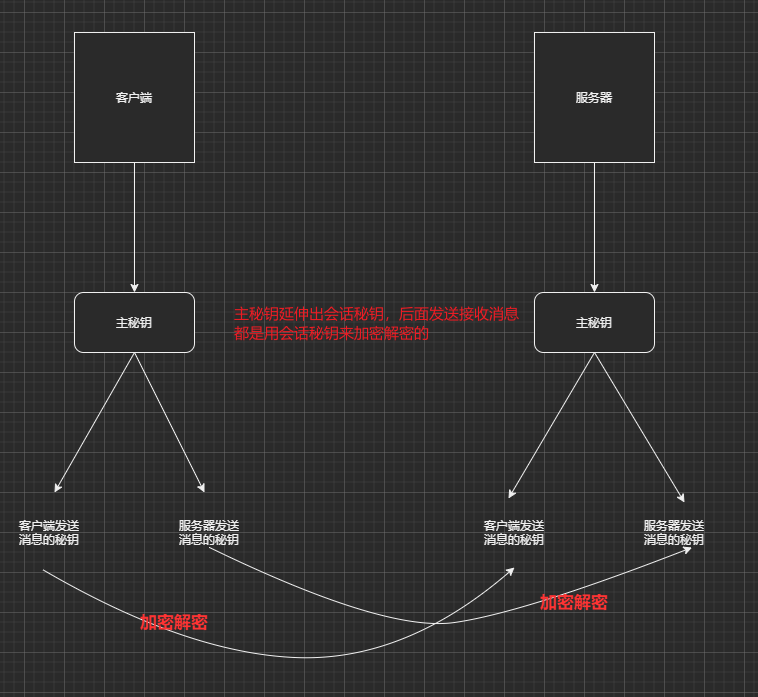 客户端
服务器
主秘钥
主秘钥延伸出会话秘钥，后面发送接收消息
都是用会话秘钥来加密解密的
主秘钥
客户端发送
消息的秘钥
服务器发送
消息的秘钥
客户端发送
消息的秘钥
服务器发送
消息的秘钥
加密解密
加密解密